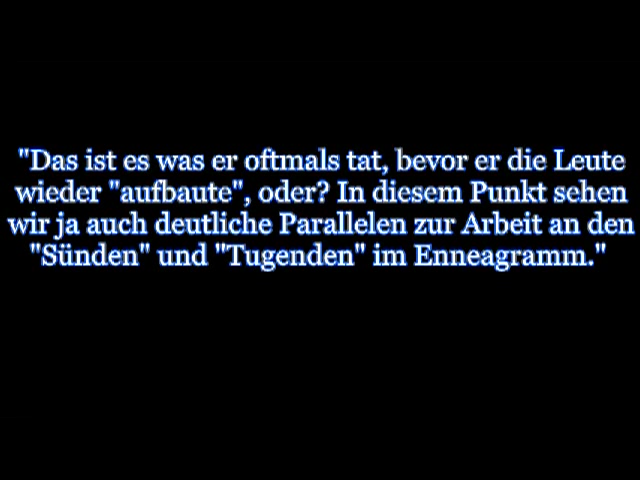 "Das ist es was er oftmals tat, bevor er die Leute
wieder "aufbaute", oder? In diesem Punkt sehen
wir ja auch deutliche Parallelen zur Arbeit an den
"Sünden" und "Tugenden" im Enneagramm."